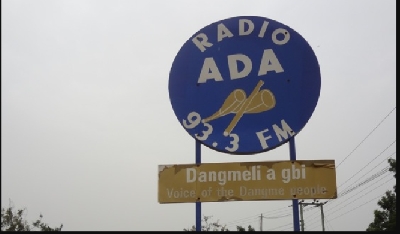 RADIO
ADA
93.3 FM
Dangmeli a gbi
Voice of the Dangme people